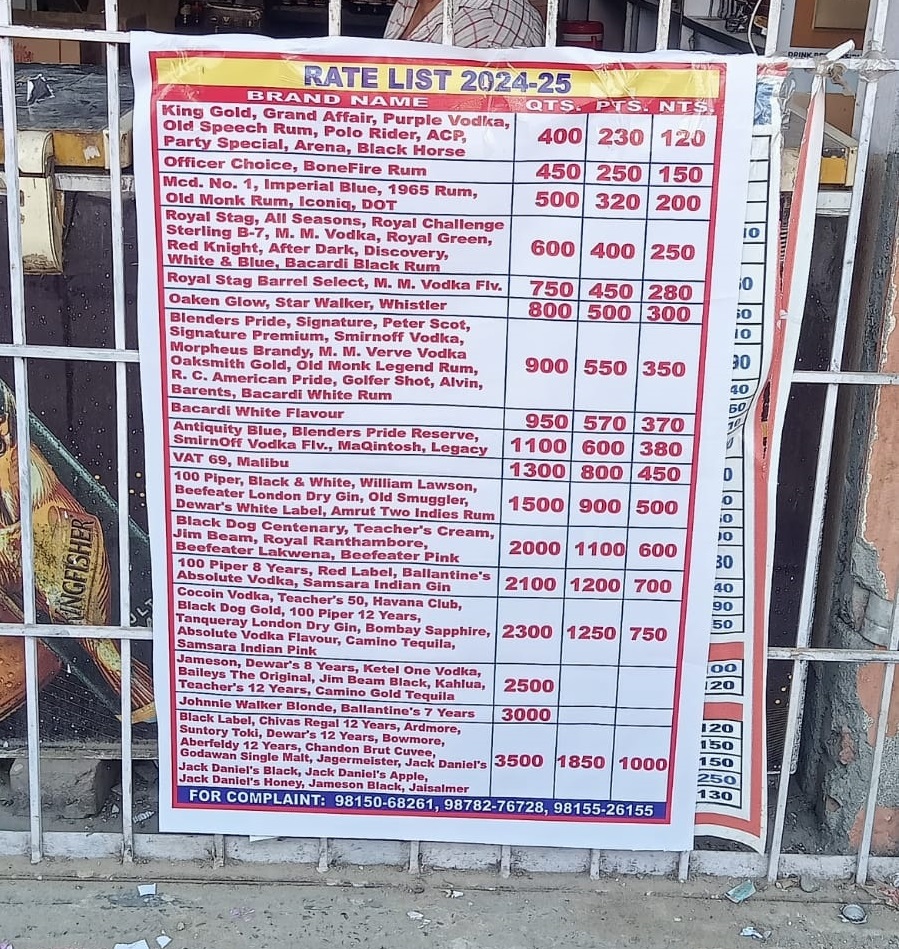 RATE LIST 2024-25
BRAND NAME QTS. PTS. NTS.
King Gold, Grand Affair, Purple Vodka,
Old Speech Rum, Polo Rider, ACP,
Party Special, Arena, Black Horse
400 230 120
Officer Choice, BoneFire Rum
450 250 150
Mcd. No. 1, Imperial Blue, 1965 Rum,
Old Monk Rum, Iconiq, DOT
500 320 200
Royal Stag, All Seasons, Royal Challenge
Sterling B-7, M. M. Vodka, Royal Green,
Red Knight, After Dark, Discovery,
White & Blue, Bacardi Black Rum
600 400 250
Royal Stag Barrel Select, M. M. Vodka Flv.
750 450 280
Oaken Glow, Star Walker, Whistler
800 500 300
Blenders Pride, Signature, Peter Scot,
Signature Premium, Smirnoff Vodka,
Morpheus Brandy, M. M. Verve Vodka
Oaksmith Gold, Old Monk Legend Rum,
R. C. American Pride, Golfer Shot, Alvin,
Barents, Bacardi White Rum
900 550 350
Bacardi White Flavour
950 570 370
Antiquity Blue, Blenders Pride Reserve,
SmirnOff Vodka Flv., MaQintosh, Legacy
1100 600 380
VAT 69, Malibu
1300 800 450
100 Piper, Black & White, William Lawson,
Beefeater London Dry Gin, Old Smuggler,
Dewar's White Label, Amrut Two Indies Rum
1500 900 500
Black Dog Centenary, Teacher's Cream,
Jim Beam, Royal Ranthambore,
Beefeater Lakwena, Beefeater Pink
2000 1100 600
100 Piper 8 Years, Red Label, Ballantine's
Absolute Vodka, Samsara Indian Gin
2100 1200 700
Cocoin Vodka, Teacher's 50, Havana Club,
Black Dog Gold, 100 Piper 12 Years,
Tanqueray London Dry Gin, Bombay Sapphire,
Absolute Vodka Flavour, Camino Tequila,
Samsara Indian Pink
2300 1250 750
Jameson, Dewar's 8 Years, Ketel One Vodka,
Baileys The Original, Jim Beam Black, Kahlua,
Teacher's 12 Years, Camino Gold Tequila
2500
Johnnie Walker Blonde, Ballantine's 7 Years
3000
Black Label, Chivas Regal 12 Years, Ardmore,
Suntory Toki, Dewar's 12 Years, Bowmore,
Aberfeldy 12 Years, Chandon Brut Cuvee,
Godawan Single Malt, Jagermeister, Jack Daniel's
Jack Daniel's Black, Jack Daniel's Apple,
Jack Daniel's Honey, Jameson Black, Jaisalmer
3500 1850 1000
FOR COMPLAINT: 98150-68261, 98782-76728, 98155-26155
KINGFISHER